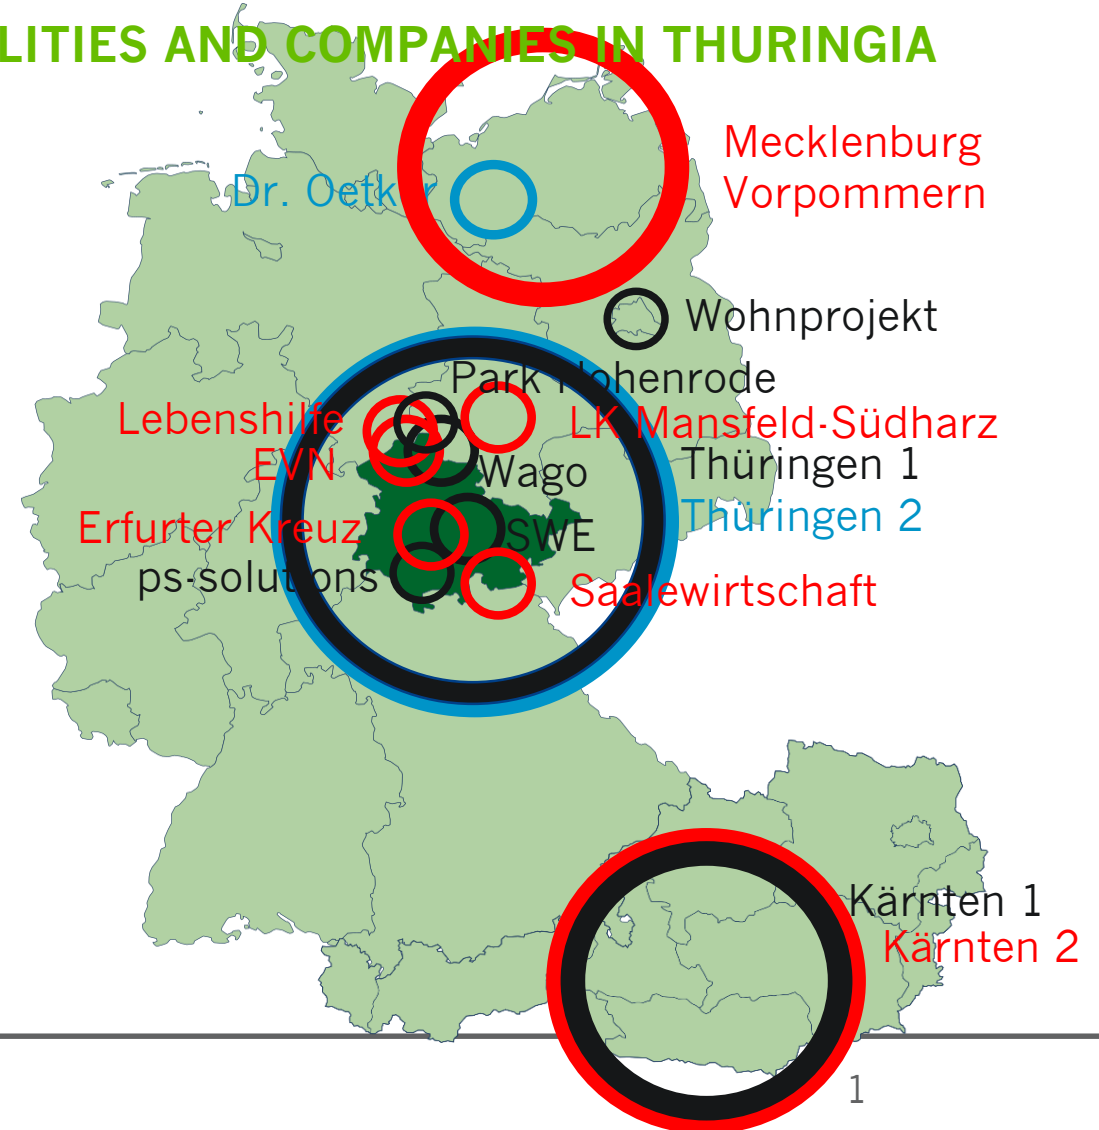 LITIES AND COMPANIES IN THURINGIA
Mecklenburg
Vorpommern
Dr. Oetker
Wohnprojekt
Park Hohenrode
Lebenshilfe
LK Mansfeld-Südharz
EVN
Wago
Thüringen 1
Thüringen 2
Erfurter Kreuz
SWE
ps-solutions
Saalewirtschaft
Kärnten 1
Kärnten 2
1